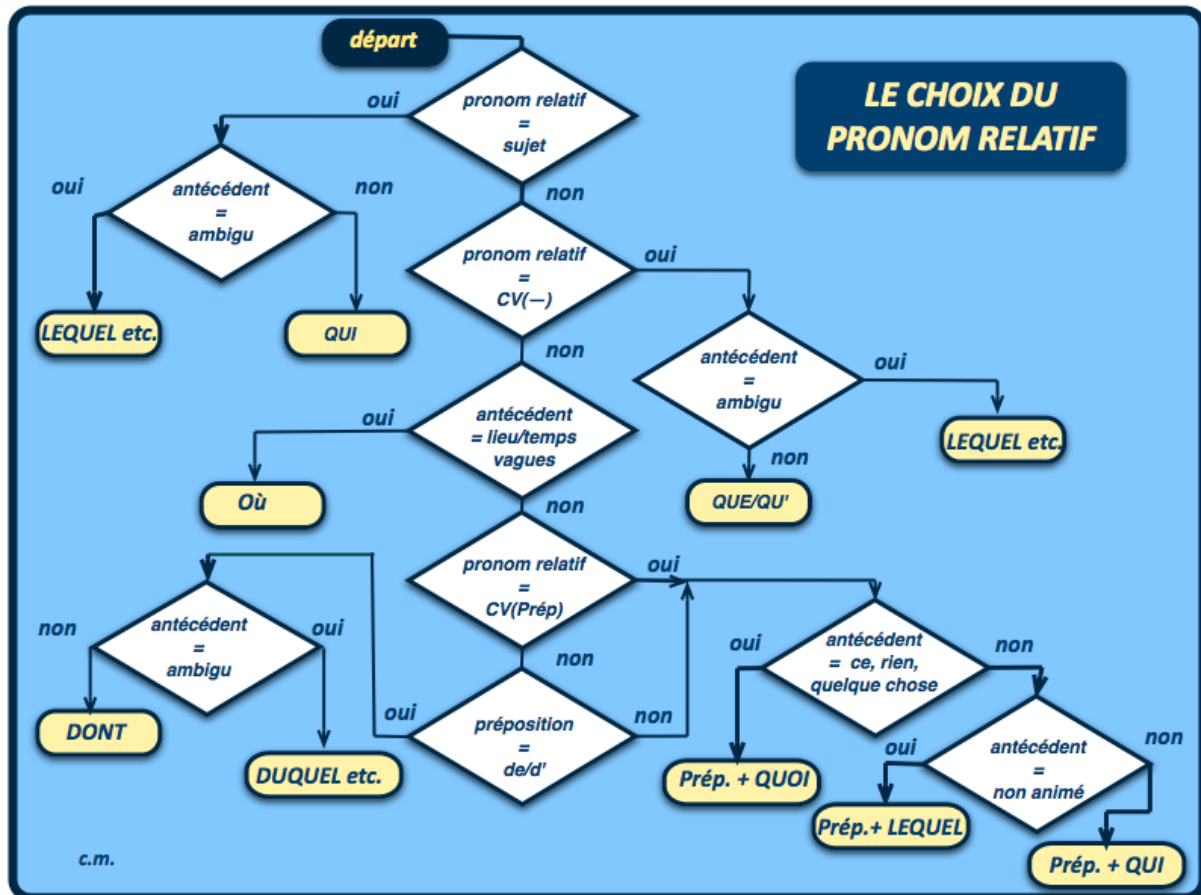 départ
LE CHOIX DU
PRONOM RELATIF
oui
pronom relatif
=
sujet
non
oui
antécédent
=
ambigu
non
LEQUEL etc.
QUI
pronom relatif
=
CV(—)
oui
non
antécédent
=
ambigu
oui
LEQUEL etc.
non
QUE/QU'
oui
antécédent
= lieu/temps
vagues
non
Où
pronom relatif
=
CV(Prép)
oui
non
non
antécédent
=
ambigu
oui
DONT
DUQUEL etc.
oui
préposition
=
de/d'
non
oui
antécédent
= ce, rien,
quelque chose
non
Prép. + QUOI
oui
antécédent
=
non animé
non
Prép.+ LEQUEL
Prép. + QUI
c.m.